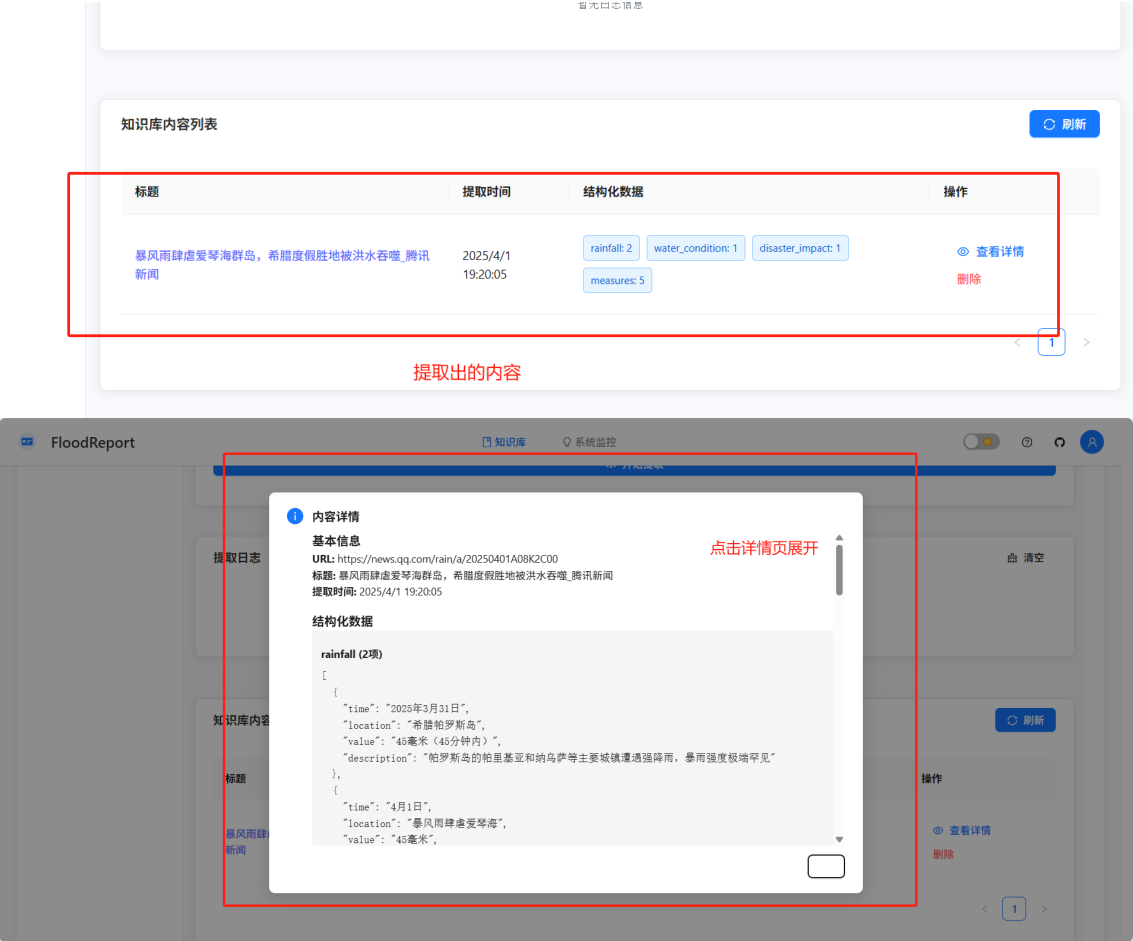 暂无日志信息
知识库内容列表
刷新
标题 提取时间 结构化数据 操作
暴风雨肆虐爱琴海群岛，希腊度假胜地被洪水吞噬_腾讯
新闻
2025/4/1
19:20:05
rainfall: 2 water_condition: 1 disaster_impact: 1
measures: 5
查看详情
删除
1
提取出的内容
FloodReport 知识库 系统监控
开始提取
提取日志 清空
内容详情
点击详情页展开
基本信息
URL: https://news.qq.com/rain/a/20250401A08K2C00
标题: 暴风雨肆虐爱琴海群岛，希腊度假胜地被洪水吞噬_腾讯新闻
提取时间: 2025/4/1 19:20:05
结构化数据
rainfall (2项)
[
{
"time": "2025年3月31日",
"location": "希腊帕罗斯岛",
"value": "45毫米（45分钟内）",
"description": "帕罗斯岛的帕里基亚和纳乌萨等主要城镇遭遇强降雨，暴雨强度极端罕见"
},
{
"time": "4月1日",
"location": "暴风雨肆虐爱琴海",
"value": "45毫米",
知识库内容
刷新
标题 操作
暴风雨肆
新闻
查看详情
删除
1